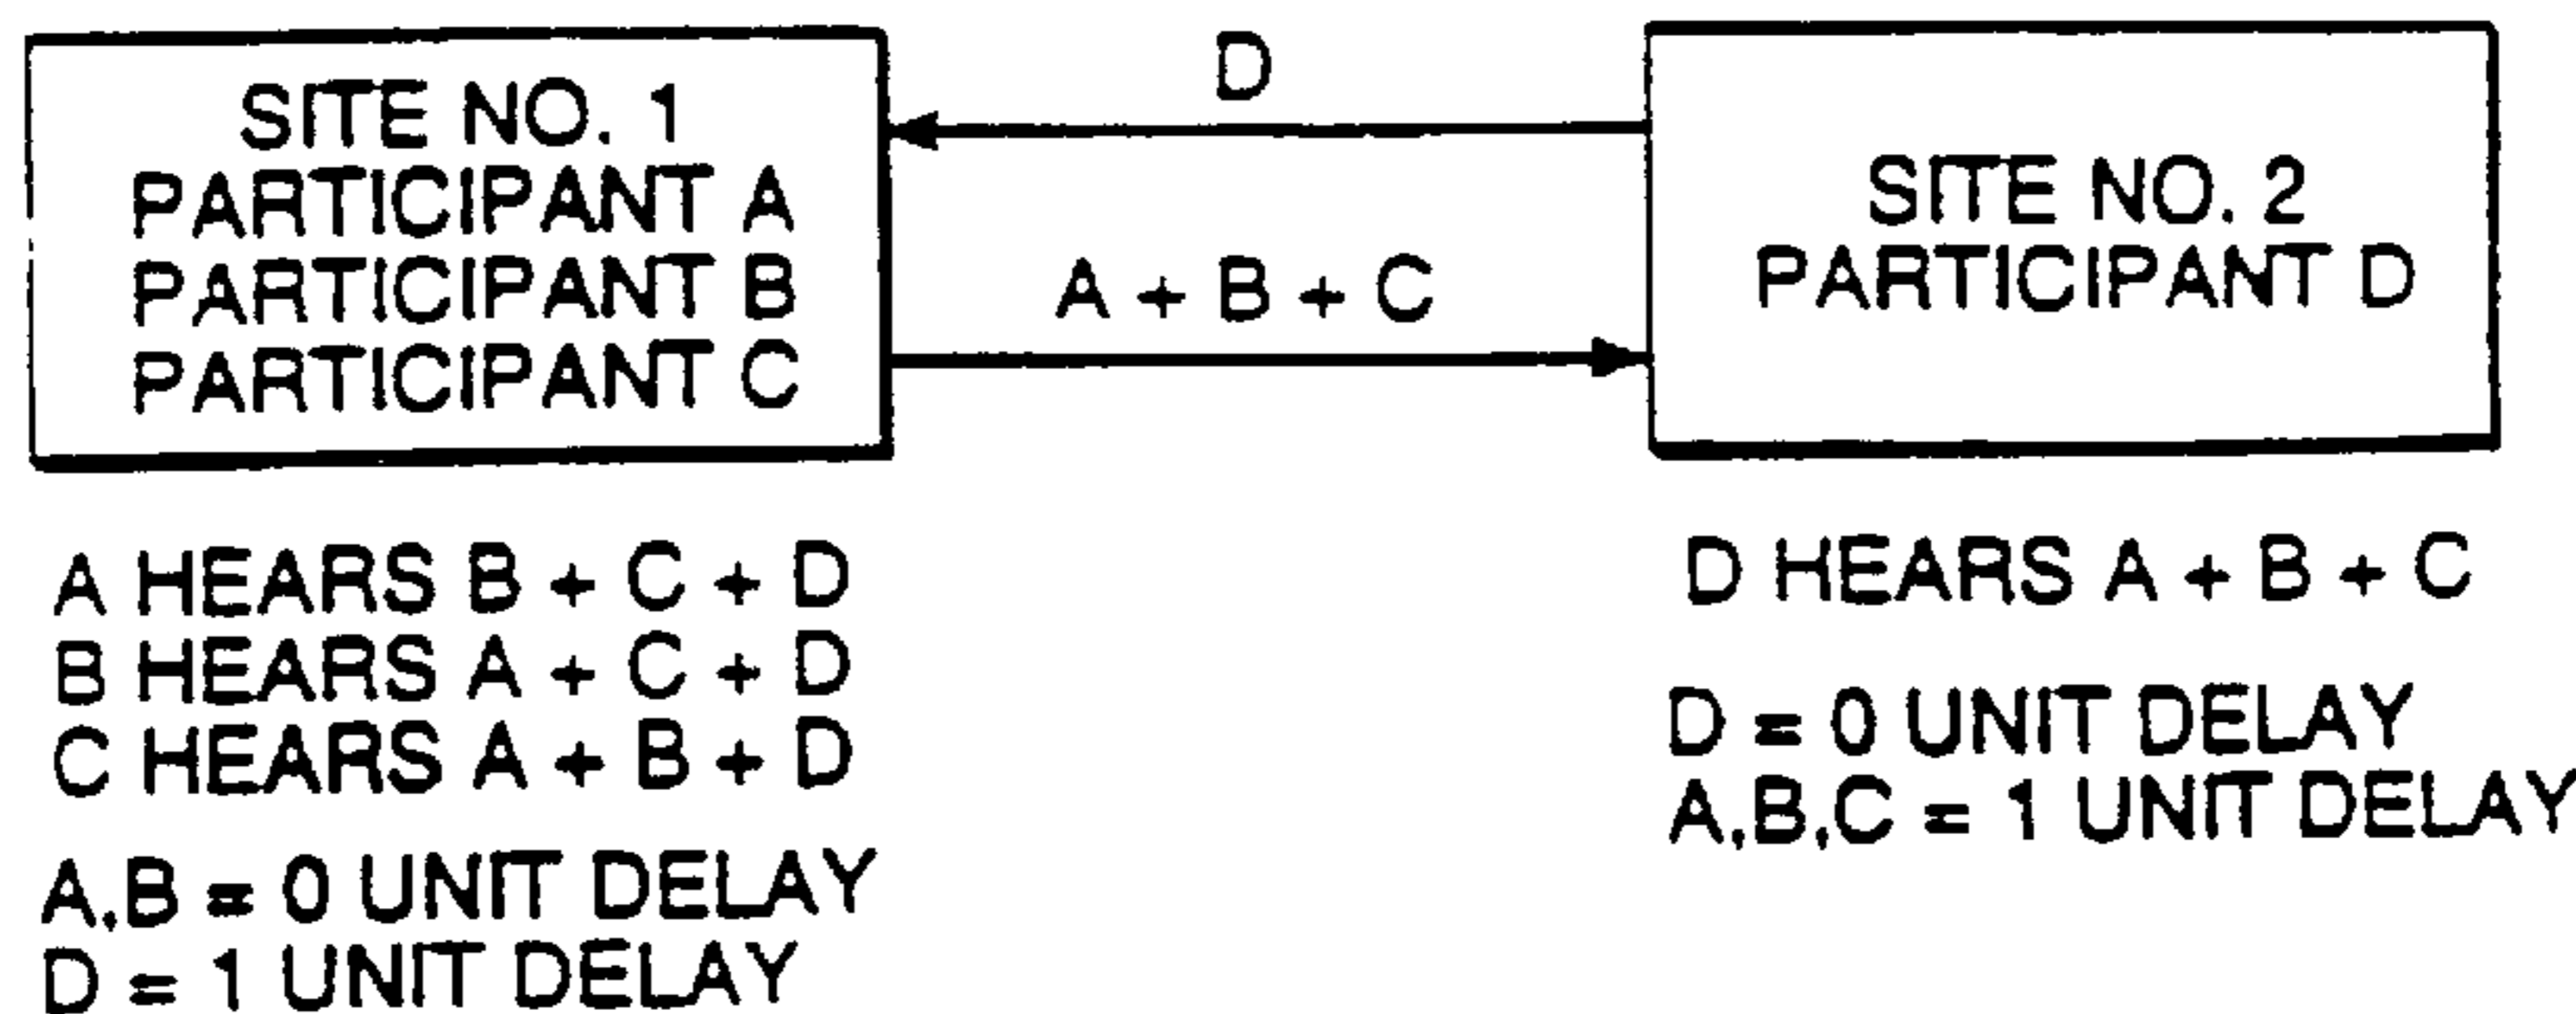 SITE NO. 1
PARTICIPANT A
PARTICIPANT B
PARTICIPANT C
D
A + B + C
SITE NO. 2
PARTICIPANT D
A HEARS B + C + D
B HEARS A + C + D
C HEARS A + B + D
A,B = 0 UNIT DELAY
D = 1 UNIT DELAY
D HEARS A + B + C
D = 0 UNIT DELAY
A,B,C = 1 UNIT DELAY